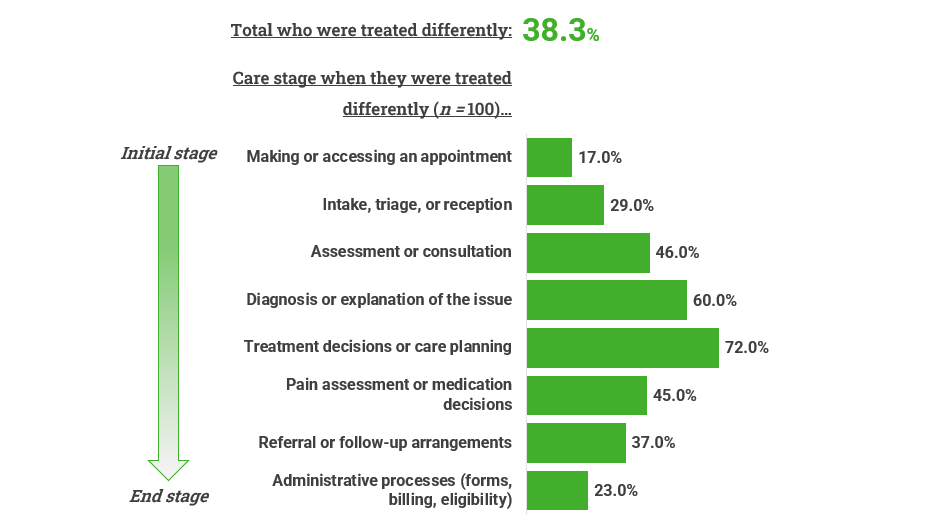 Total who were treated differently: 38.3%
Care stage when they were treated
differently (n = 100)...
Initial stage
Making or accessing an appointment 17.0%
Intake, triage, or reception 29.0%
Assessment or consultation 46.0%
Diagnosis or explanation of the issue 60.0%
Treatment decisions or care planning 72.0%
Pain assessment or medication
decisions 45.0%
Referral or follow-up arrangements 37.0%
Administrative processes (forms,
billing, eligibility) 23.0%
End stage